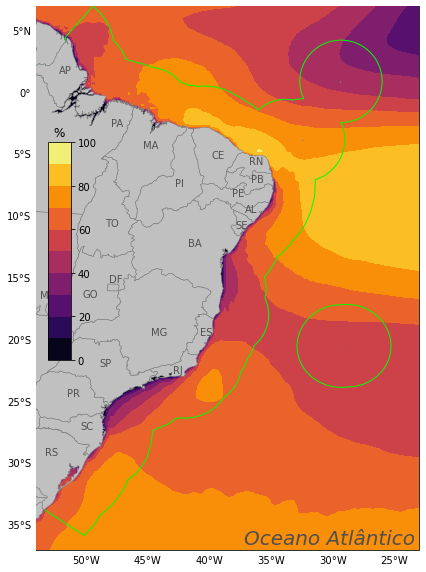 5°N
AP
0°
PA
%
100
MA
CE
RN
5°S
PI
PB
80
PE
AL
10°S
SE
TO
60
BA
DF
15°S
40
M
GO
20
20°S
MG
ES
0
SP
RJ
PR
25°S
SC
RS
30°S
35°S
Oceano Atlântico
50°W
45°W
40°W
35°W
30°W
25°W